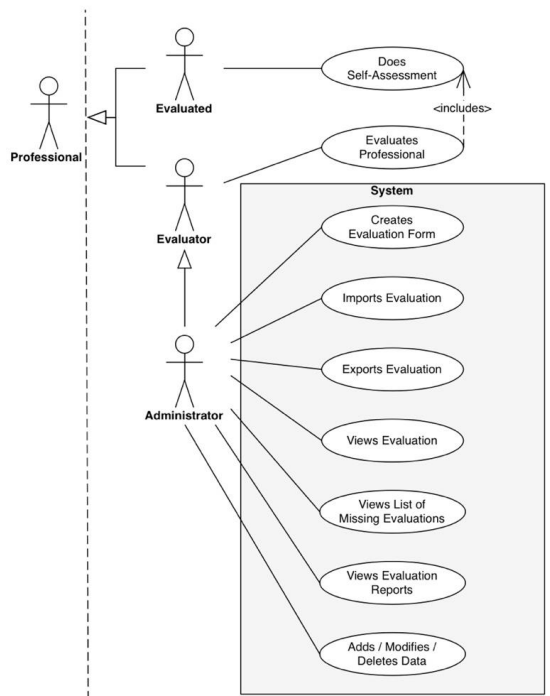 Does
Self-Assessment
Evaluated
<includes>
Professional
Evaluates
Professional
Evaluator
System
Creates
Evaluation Form
Imports Evaluation
Exports Evaluation
Administrator
Views Evaluation
Views List of
Missing Evaluations
Views Evaluation
Reports
Adds / Modifies /
Deletes Data